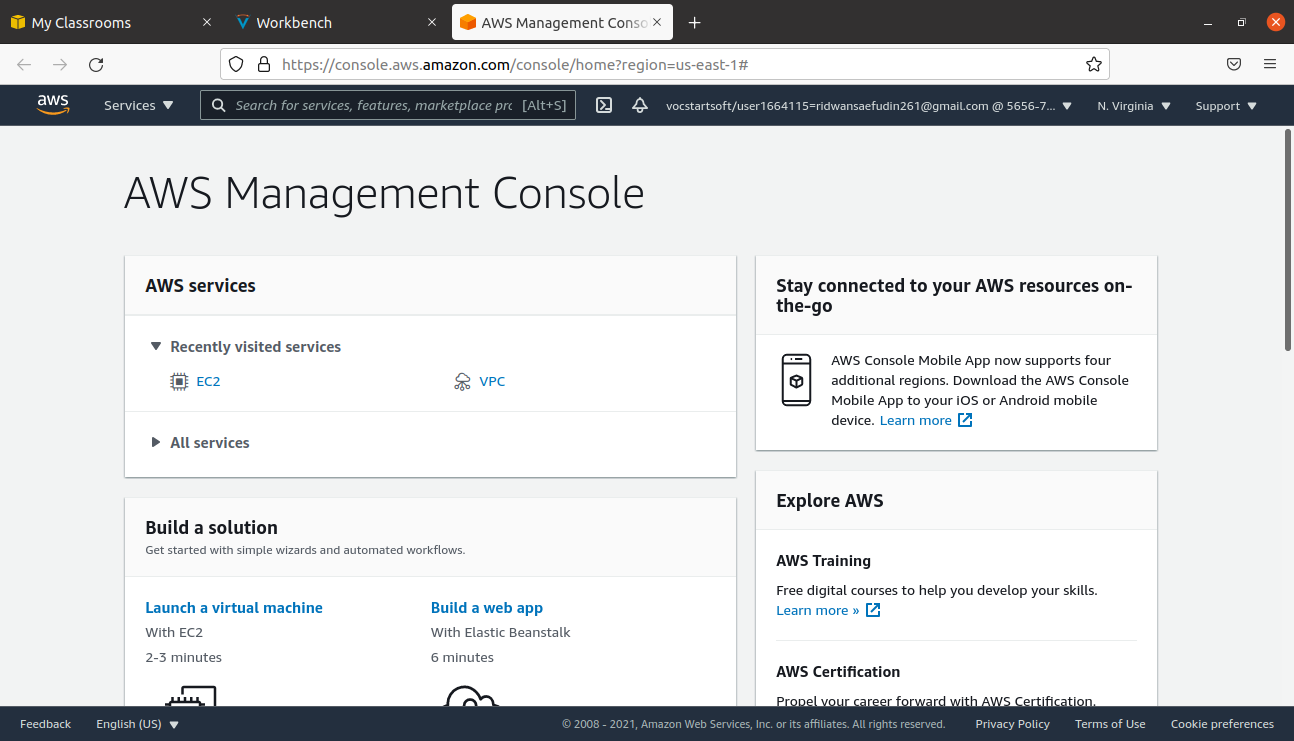 My Classrooms
Workbench
AWS Management Conso
https://console.aws.amazon.com/console/home?region=us-east-1#
aws
Services
Search for services, features, marketplace prc [Alt+S]
vocstartsoft/user1664115=ridwansaefudin261@gmail.com @ 5656-7...
N. Virginia
Support
AWS Management Console
AWS services
Recently visited services
EC2
VPC
All services
Build a solution
Get started with simple wizards and automated workflows.
Launch a virtual machine
With EC2
2-3 minutes
Build a web app
With Elastic Beanstalk
6 minutes
Stay connected to your AWS resources on-
the-go
AWS Console Mobile App now supports four
additional regions. Download the AWS Console
Mobile App to your iOS or Android mobile
device. Learn more
Explore AWS
AWS Training
Free digital courses to help you develop your skills.
Learn more »
AWS Certification
Propel your career forward with AWS Certification.
Feedback
English (US)
© 2008 - 2021, Amazon Web Services, Inc. or its affiliates. All rights reserved.
Privacy Policy
Terms of Use
Cookie preferences